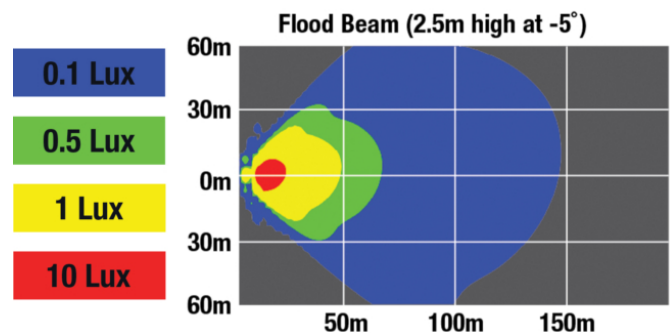 Flood Beam (2.5m high at -5˚)
0.1 Lux
0.5 Lux
1 Lux
10 Lux
60m
30m
0m
30m
60m
50m 100m 150m